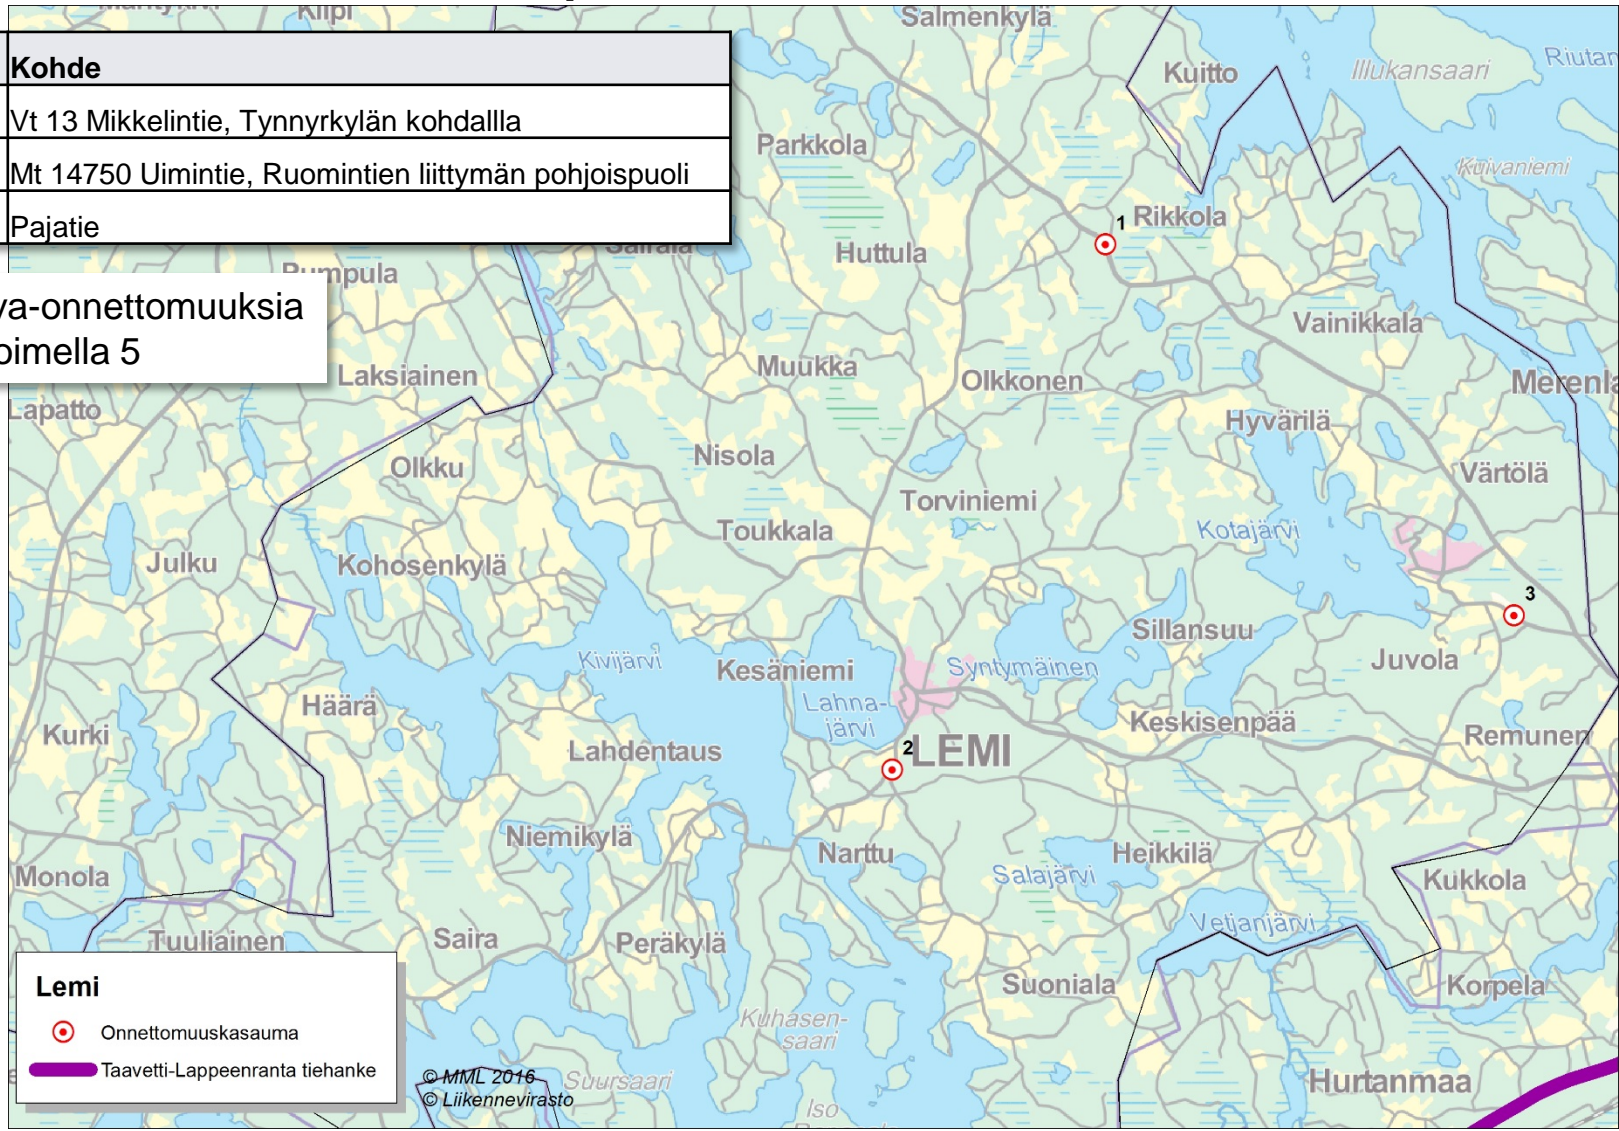 Kilpi
Salmenkylä
Kohde
Vt 13 Mikkelintie, Tynnyrkylän kohdallla
Mt 14750 Uimintie, Ruomintien liittymän pohjoispuoli
Pajatie
Kuitto
Illukansaari
Riutan
Parkkola
Kuivaniemi
1
Rikkola
Huttula
Sairala
Pumpula
va-onnettomuuksia
oimella 5
Vainikkala
Muukka
Laksiainen
Olkkonen
Merenla
Lapatto
Hyvärilä
Nisola
Olkku
Värtölä
Torviniemi
Toukkala
Kotajärvi
Julku
Kohosenkylä
3
Sillansuu
Kivijärvi
Kesäniemi
Syntymäinen
Juvola
Häärä
Lahna-
järvi
Keskisenpää
Kurki
Remunen
Lahdentaus
2
LEMI
Niemikylä
Narttu
Heikkilä
Monola
Salajärvi
Kukkola
Vetjanjärvi
Tuuliainen
Saira
Peräkylä
Suoniala
Korpela
Lemi
Onnettomuuskasauma
Taavetti-Lappeenranta tiehanke
Kuhasen-
saari
© MML 2016
© Liikennevirasto
Suursaari
Hurtanmaa
Iso